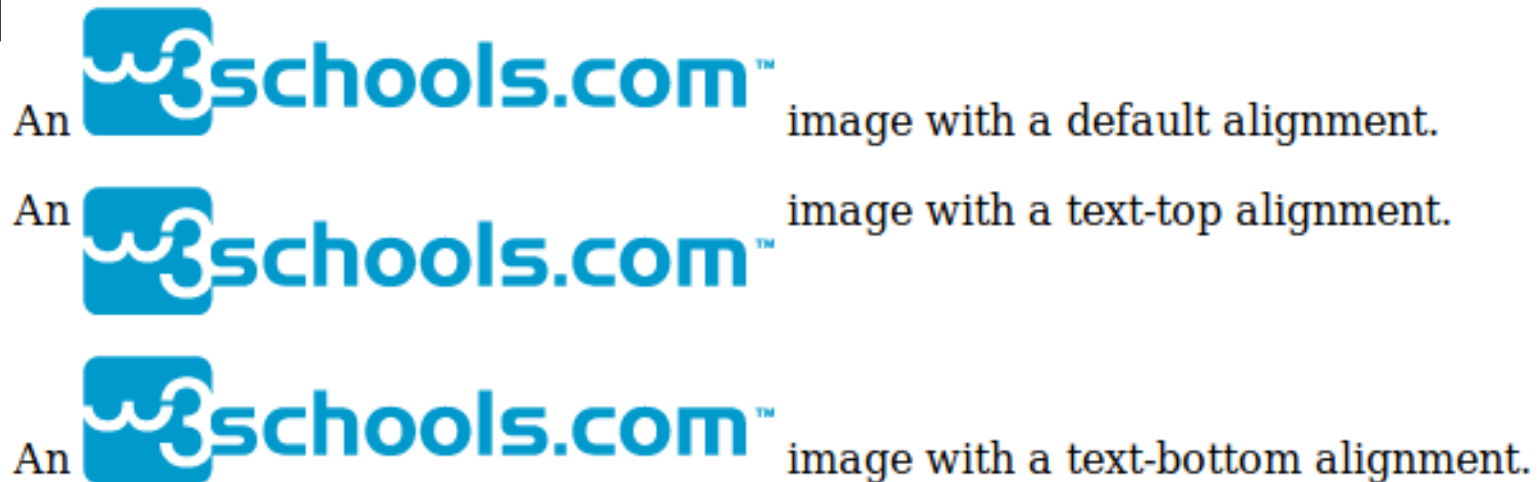 An w3schools.com™ image with a default alignment.
An w3schools.com™ image with a text-top alignment.
An w3schools.com™ image with a text-bottom alignment.